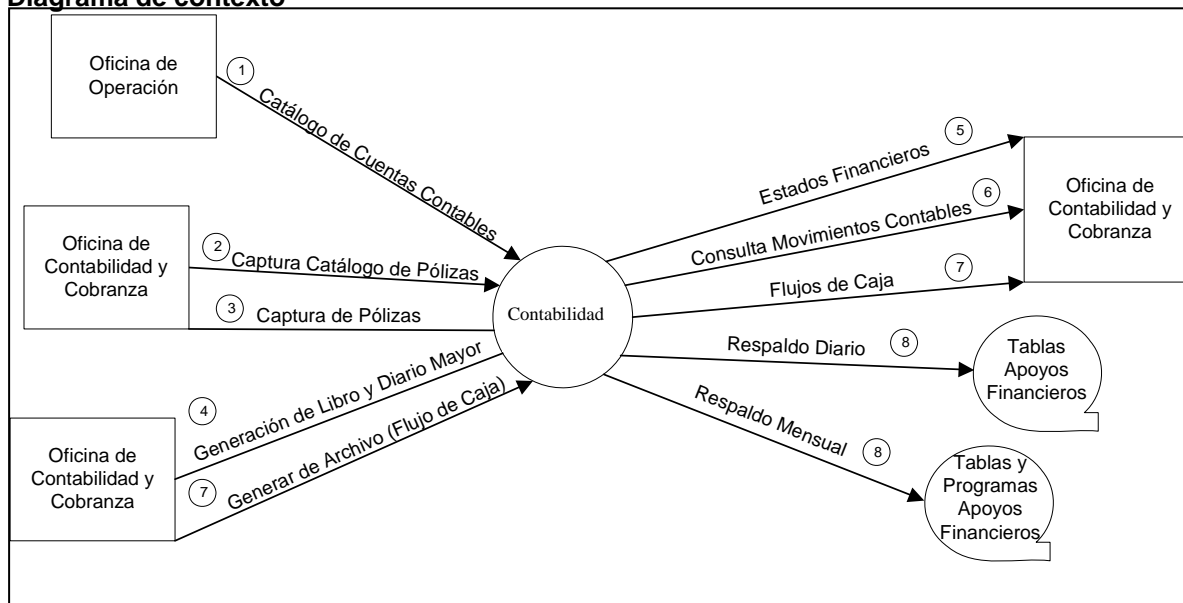 Diagrama de contexto
Oficina de
Operación
1
Catálogo de Cuentas Contables
Oficina de
Contabilidad y
Cobranza
2
Captura Catálogo de Pólizas
3
Captura de Pólizas
Oficina de
Contabilidad y
Cobranza
4
Generación de Libro y Diario Mayor
7
Generar de Archivo (Flujo de Caja)
Contabilidad
5
Estados Financieros
6
Consulta Movimientos Contables
7
Flujos de Caja
Oficina de
Contabilidad y
Cobranza
Respaldo Diario
8
Tablas
Apoyos
Financieros
Respaldo Mensual
8
Tablas y
Programas
Apoyos
Financieros